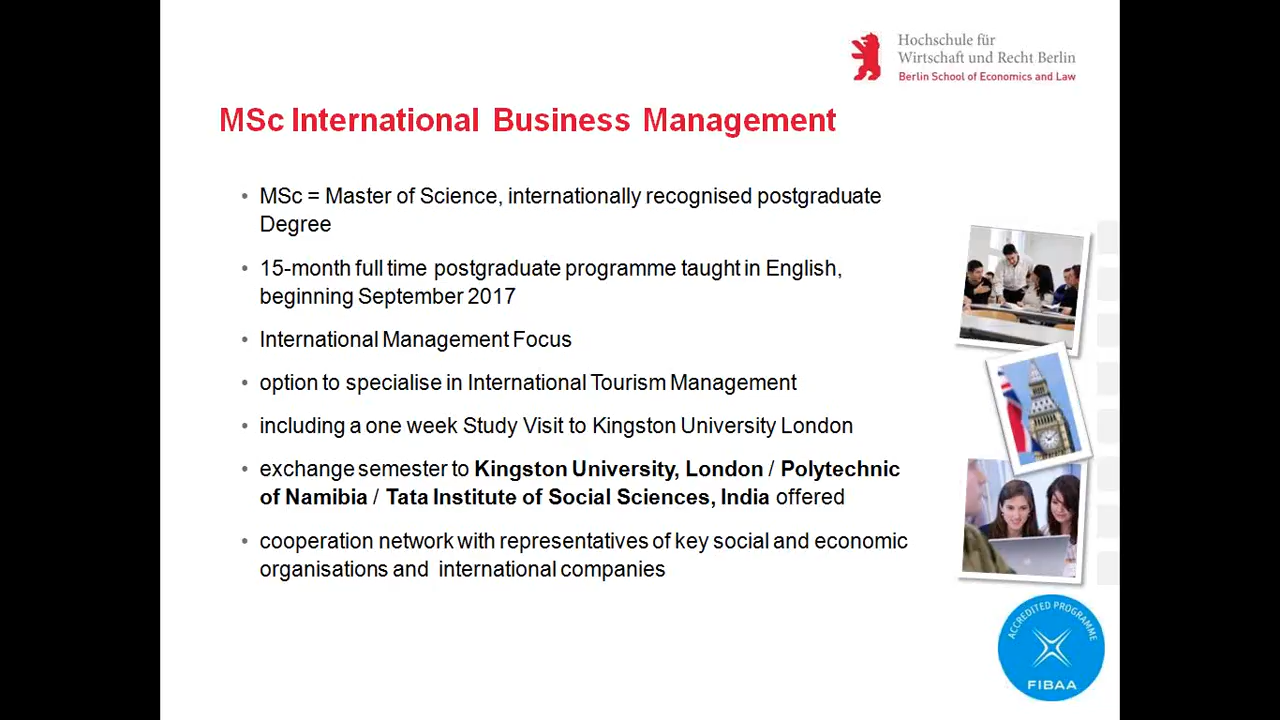 Hochschule für
Wirtschaft und Recht Berlin
Berlin School of Economics and Law
MSc International Business Management
• MSc = Master of Science, internationally recognised postgraduate
Degree
• 15-month full time postgraduate programme taught in English,
beginning September 2017
• International Management Focus
• option to specialise in International Tourism Management
• including a one week Study Visit to Kingston University London
• exchange semester to Kingston University, London / Polytechnic
of Namibia / Tata Institute of Social Sciences, India offered
• cooperation network with representatives of key social and economic
organisations and  international companies
ACCREDITED PROGRAMME
FIBAA